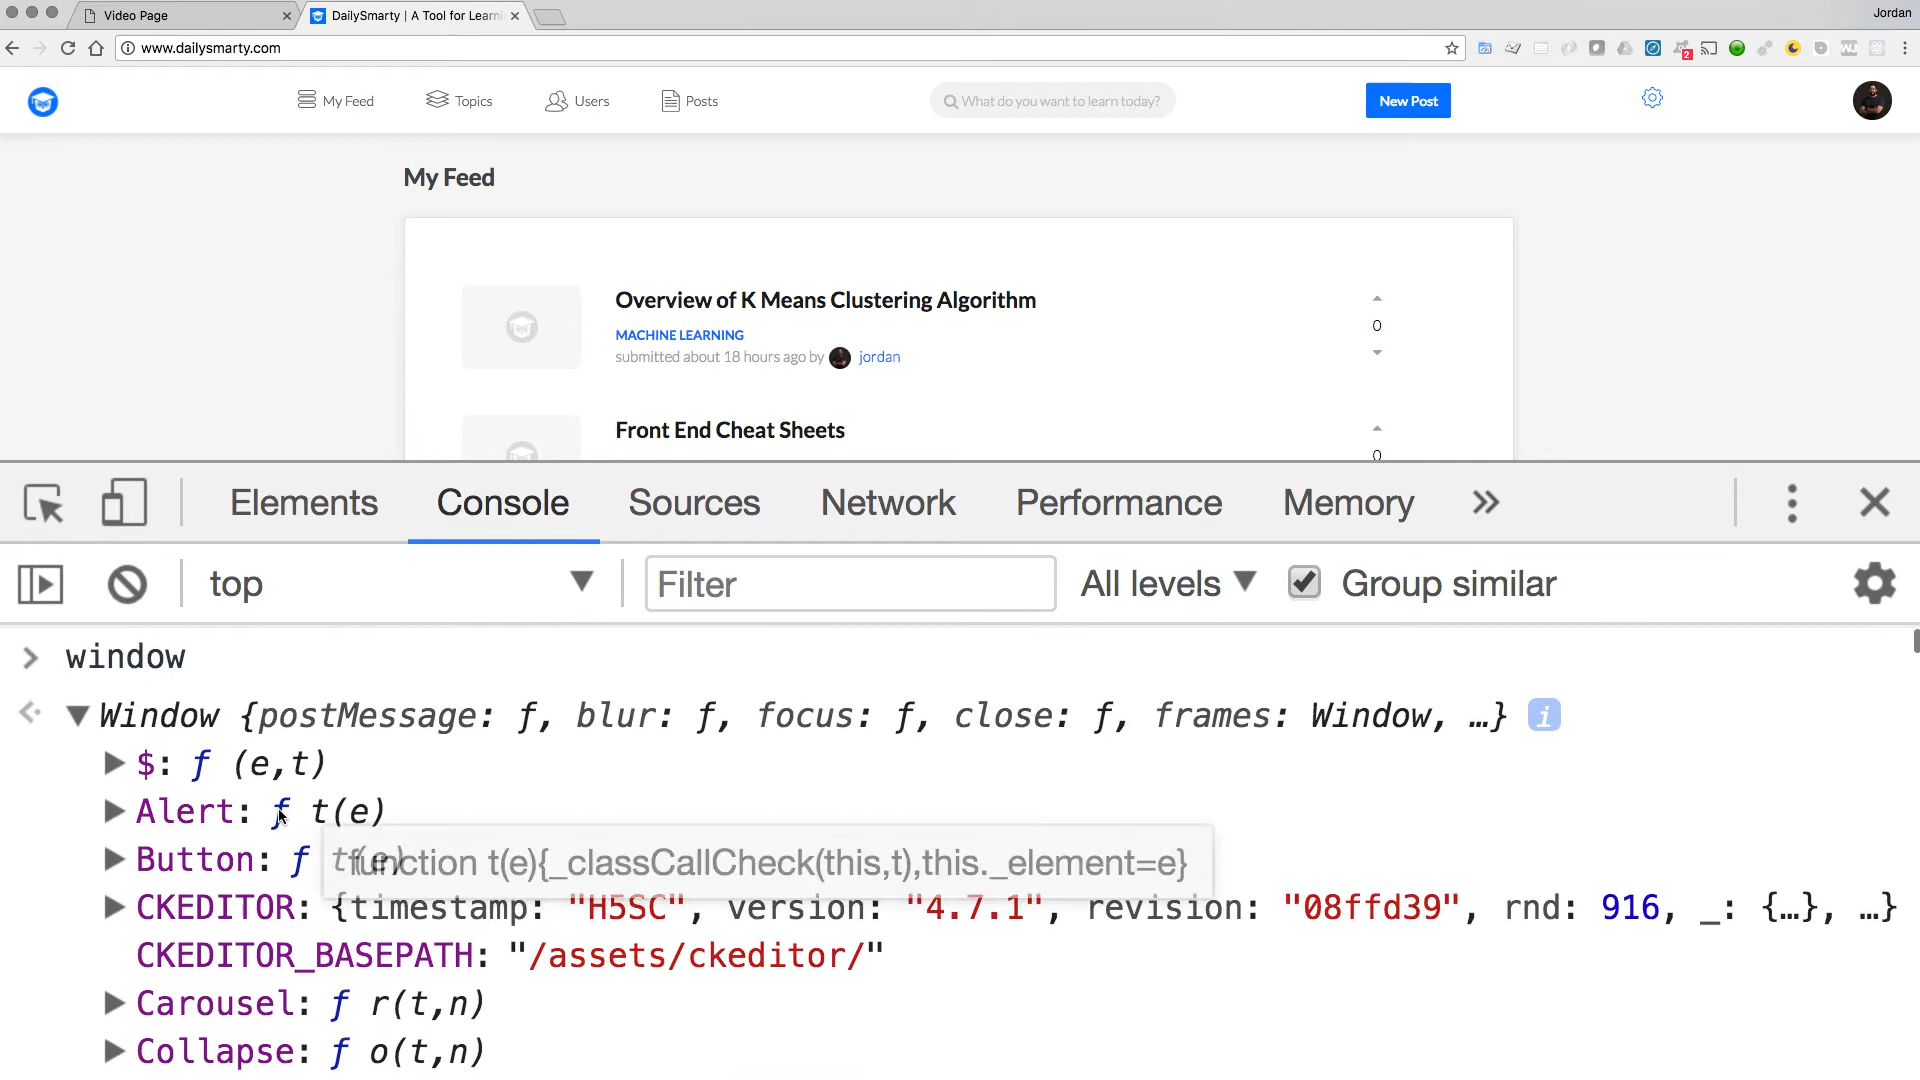 Video Page
DailySmarty | A Tool for Learni
Jordan
www.dailysmarty.com
2
My Feed
Topics
Users
Posts
What do you want to learn today?
New Post
My Feed
Overview of K Means Clustering Algorithm
0
MACHINE LEARNING
submitted about 18 hours ago by jordan
Front End Cheat Sheets
0
Elements
Console
Sources
Network
Performance
Memory
top
Filter
All levels
Group similar
window
Window {postMessage: ƒ, blur: ƒ, focus: ƒ, close: ƒ, frames: Window, …}
$: ƒ (e,t)
Alert: ƒ t(e)
Button: ƒ t(e)
function t(e){_classCallCheck(this,t),this._element=e}
CKEDITOR: {timestamp: "H5SC", version: "4.7.1", revision: "08ffd39", rnd: 916, _: {…}, …}
CKEDITOR_BASEPATH: "/assets/ckeditor/"
Carousel: ƒ r(t,n)
Collapse: ƒ o(t,n)